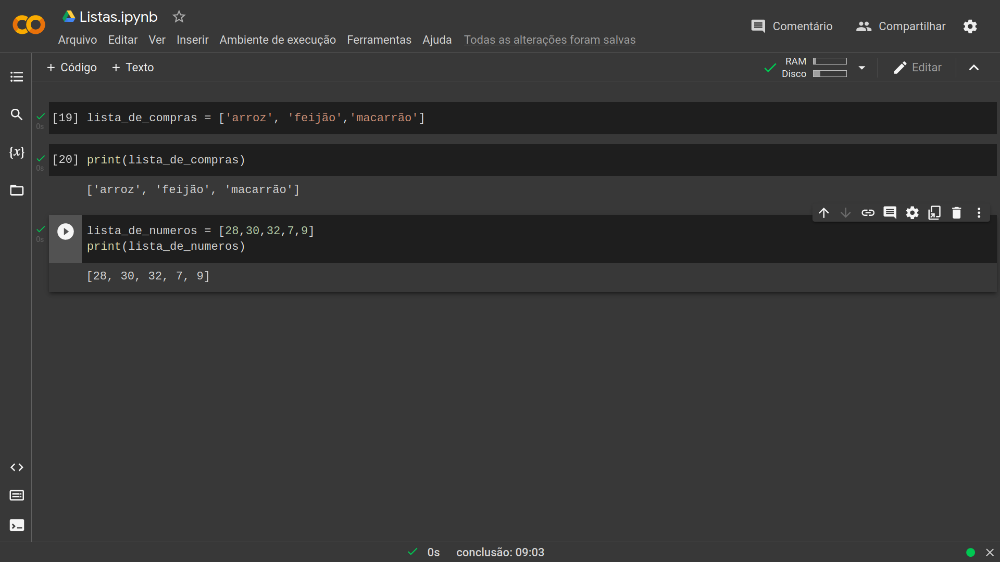 Listas.ipynb
Comentário Compartilhar
Arquivo Editar Ver Inserir Ambiente de execução Ferramentas Ajuda Todas as alterações foram salvas
+ Código + Texto
RAM
Disco
Editar
[19] lista_de_compras = ['arroz', 'feijão','macarrão']
0s
{x}
[20] print(lista_de_compras)
0s
['arroz', 'feijão', 'macarrão']
lista_de_numeros = [28,30,32,7,9]
0s
print(lista_de_numeros)
[28, 30, 32, 7, 9]
0s conclusão: 09:03